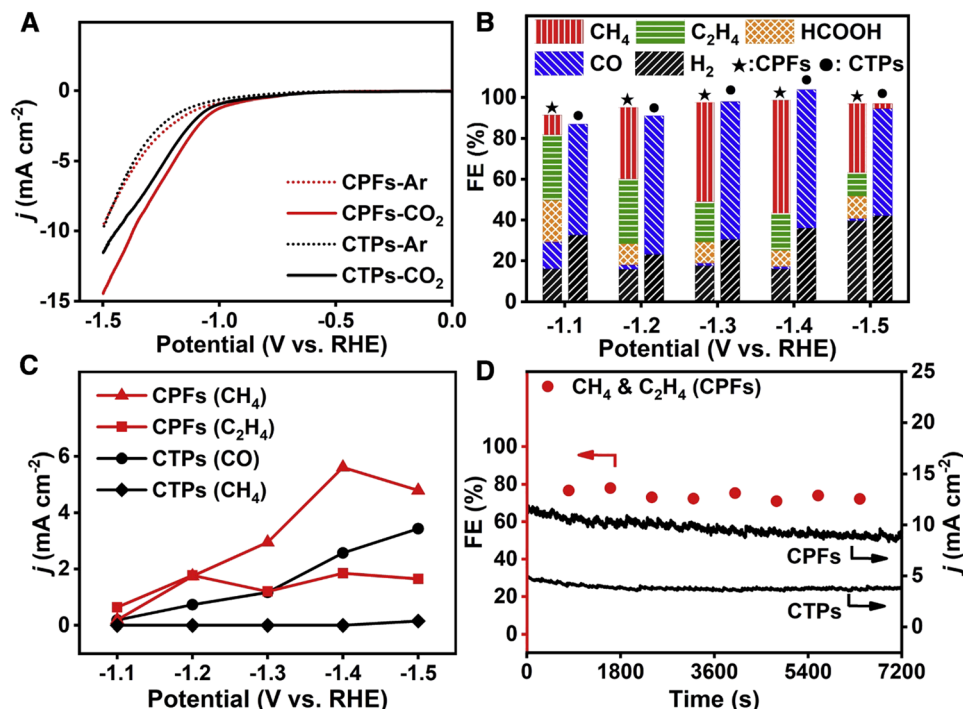 A
0
-5
-10
-15
j (mA cm⁻²)
CPFs-Ar
CPFs-CO₂
CTPs-Ar
CTPs-CO₂
-1.5
-1.0
-0.5
0.0
Potential (V vs. RHE)
B
CH₄
C₂H₄
HCOOH
CO
H₂
★:CPFs
●: CTPs
100
80
60
40
20
0
FE (%)
-1.1
-1.2
-1.3
-1.4
-1.5
Potential (V vs. RHE)
C
CPFs (CH₄)
CPFs (C₂H₄)
CTPs (CO)
CTPs (CH₄)
6
4
2
0
j (mA cm⁻²)
-1.1
-1.2
-1.3
-1.4
-1.5
Potential (V vs. RHE)
D
CH₄ & C₂H₄ (CPFs)
100
80
60
40
20
0
FE (%)
CPFs
CTPs
25
20
15
10
5
0
j (mA cm⁻²)
0
1800
3600
5400
7200
Time (s)